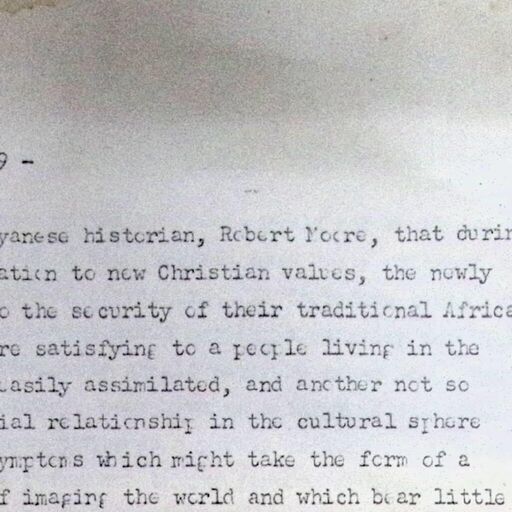 9 -
yanese historian, Robert Moore, that durin
ation to new Christian values, the newly
o the security of their traditional Africa
re satisfying to a people living in the
easily assimilated, and another not so
ial relationship in the cultural sphere
ymptoms which might take the form of a
f imaging the world and which bear little